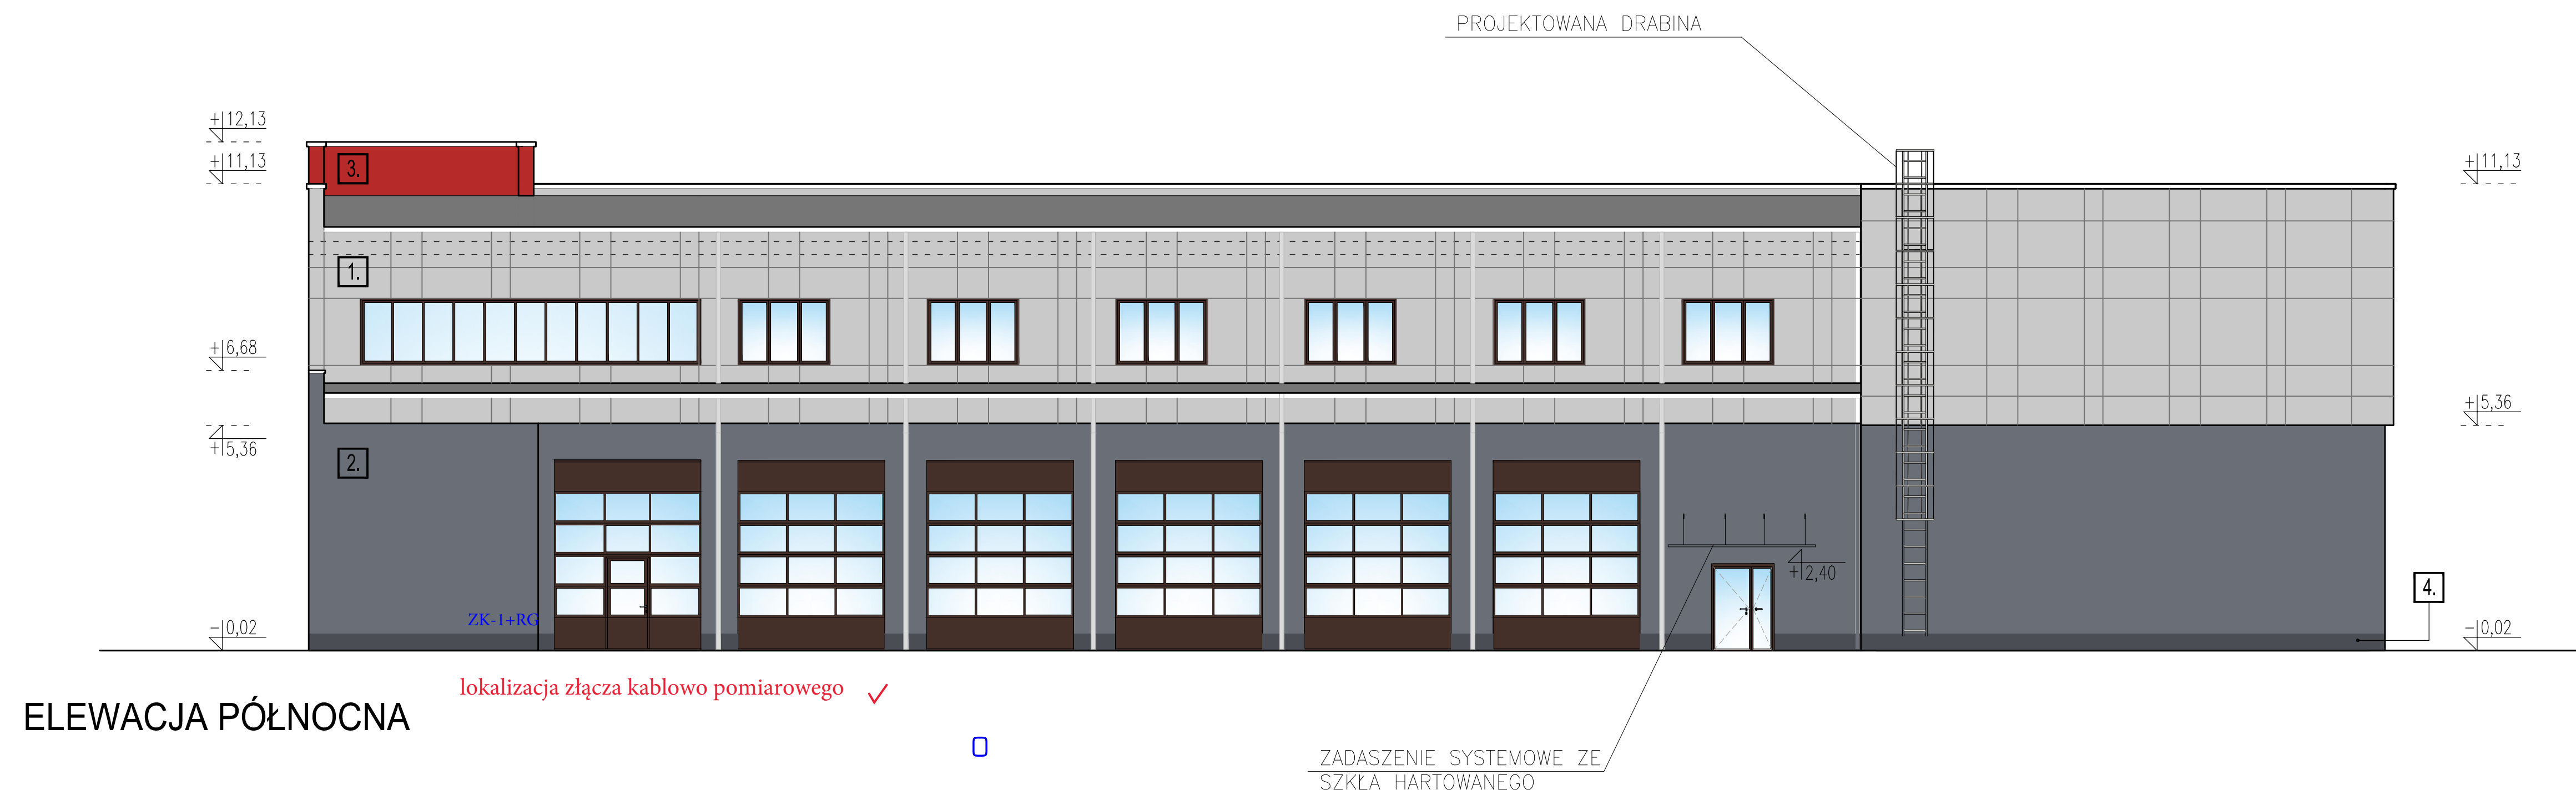 PROJEKTOWANA DRABINA
+12,13
+11,13
+11,13
3.
1.
+6,68
+5,36
+5,36
2.
+2,40
4.
ZK-1+RG
-0,02
-0,02
lokalizacja złącza kablowo pomiarowego
ELEWACJA PÓŁNOCNA
ZADASZENIE SYSTEMOWE ZE
SZKŁA HARTOWANEGO